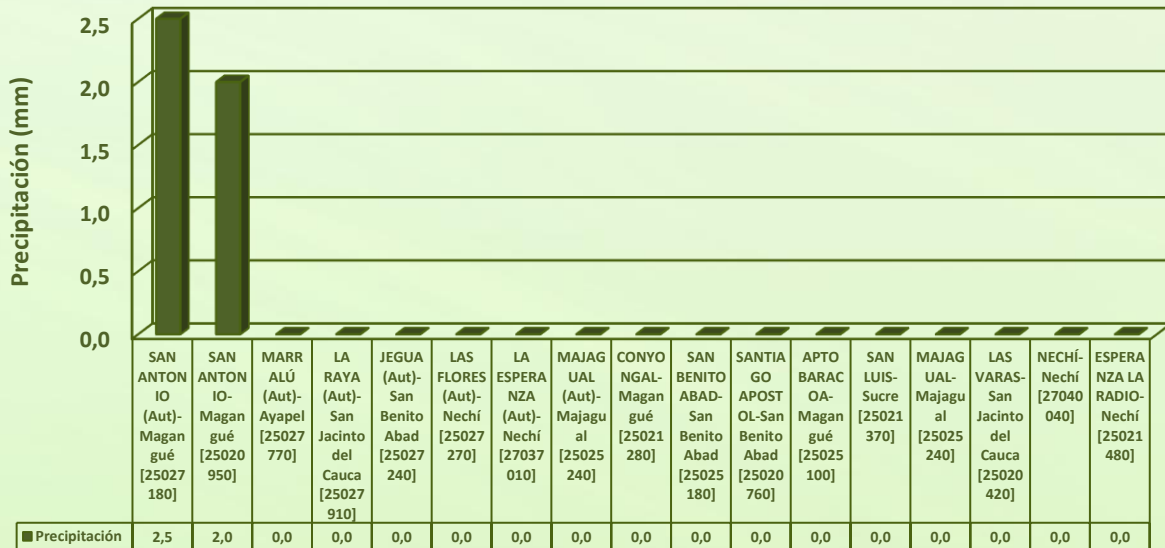 Precipitación (mm)
2,5
2,0
1,5
1,0
0,5
0,0
SAN
ANTON
IO
(Aut)-
Magan
gué
[25027
180]
SAN
ANTON
IO-
Magan
gué
[25020
950]
MARR
ALÚ
(Aut)-
Ayapel
[25027
770]
LA
RAYA
(Aut)-
San
Jacinto
del
Cauca
[25027
910]
JEGUA
(Aut)-
San
Benito
Abad
[25027
240]
LAS
FLORES
(Aut)-
Nechí
[25027
270]
LA
ESPERA
NZA
(Aut)-
Nechí
[27037
010]
MAJAG
UAL
(Aut)-
Majagu
al
[25025
240]
CONYO
NGAL-
Magan
gué
[25021
280]
SAN
BENITO
ABAD-
San
Benito
Abad
[25025
180]
SANTIA
GO
APOST
OL-San
Benito
Abad
[25020
760]
APTO
BARAC
OA-
Magan
gué
[25025
100]
SAN
LUIS-
Sucre
[25021
370]
MAJAG
UAL-
Majagu
al
[25025
240]
LAS
VARAS-
San
Jacinto
del
Cauca
[25020
420]
NECHÍ-
Nechí
[27040
040]
ESPERA
NZA LA
RADIO-
Nechí
[25021
480]
Precipitación 2,5 2,0 0,0 0,0 0,0 0,0 0,0 0,0 0,0 0,0 0,0 0,0 0,0 0,0 0,0 0,0 0,0